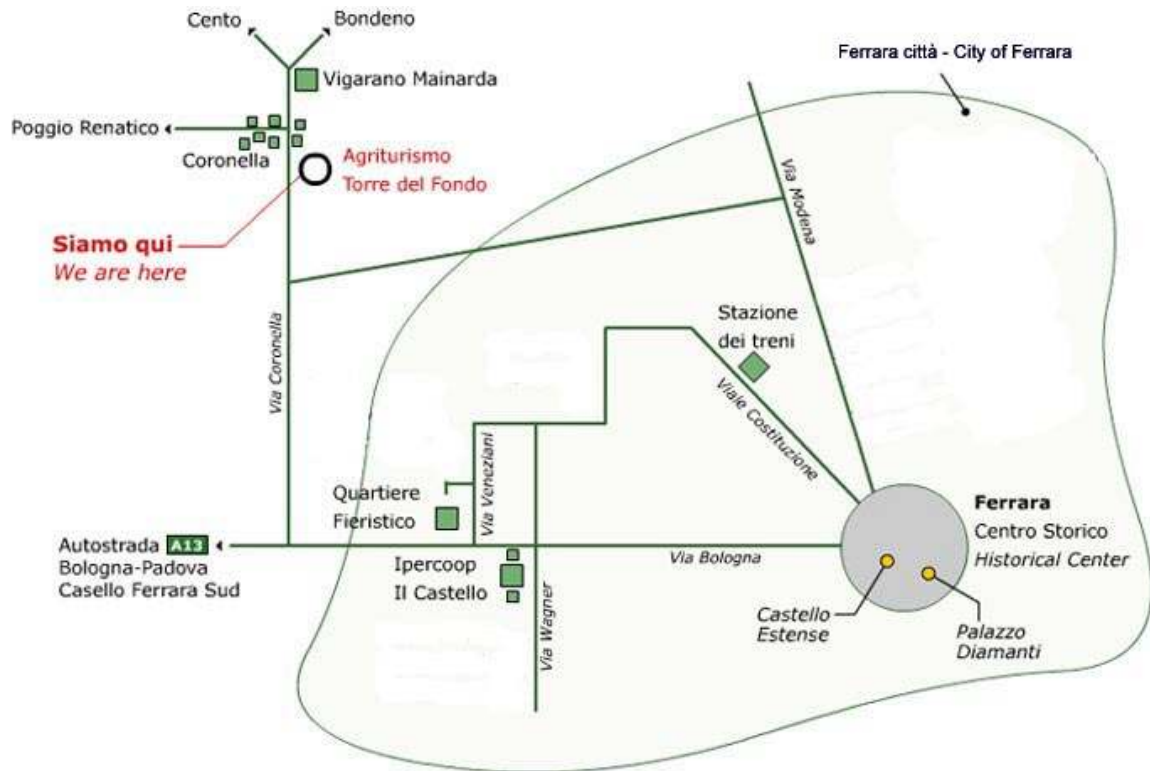 Cento
Bondeno
Ferrara città - City of Ferrara
Vigarano Mainarda
Poggio Renatico
Coronella
Agriturismo
Torre del Fondo
Siamo qui
We are here
Via Modena
Via Coronella
Stazione
dei treni
Viale Costituzione
Quartiere
Fieristico
Via Veneziani
Ferrara
Centro Storico
Historical Center
Autostrada A13
Bologna-Padova
Casello Ferrara Sud
Ipercoop
Il Castello
Via Wagner
Via Bologna
Castello
Estense
Palazzo
Diamanti